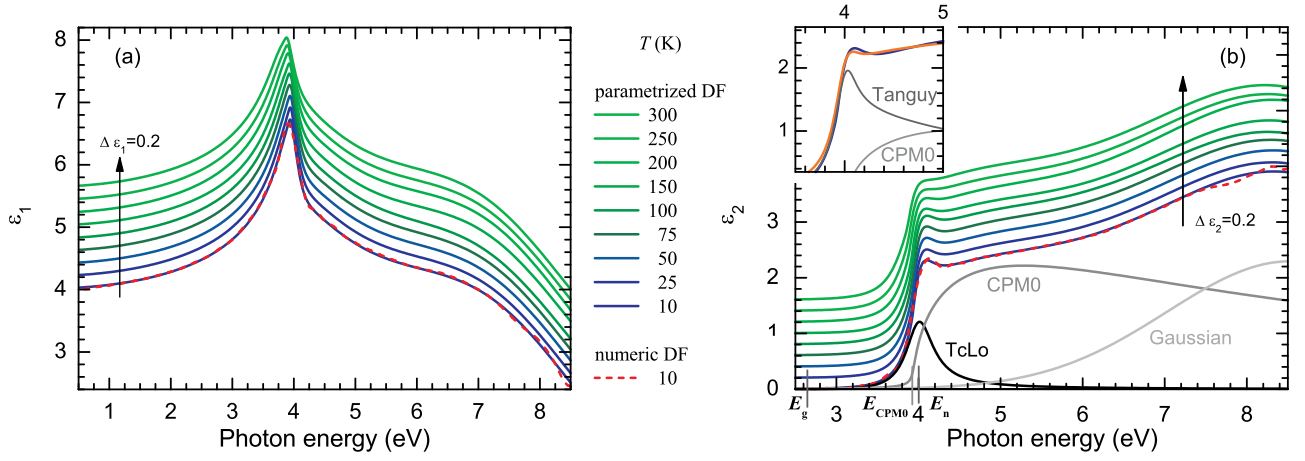 (a)
8
7
6
5
4
3
ε1
Δ ε1=0.2
1 2 3 4 5 6 7 8
Photon energy (eV)
T (K)
parametrized DF
300
250
200
150
100
75
50
25
10
numeric DF
10
4 5
2
1
0
Tanguy
CPM0
(b)
3
2
1
0
ε2
Δ ε2=0.2
CPM0
Gaussian
TcLo
Eg ECPM0 En
3 4 5 6 7 8
Photon energy (eV)